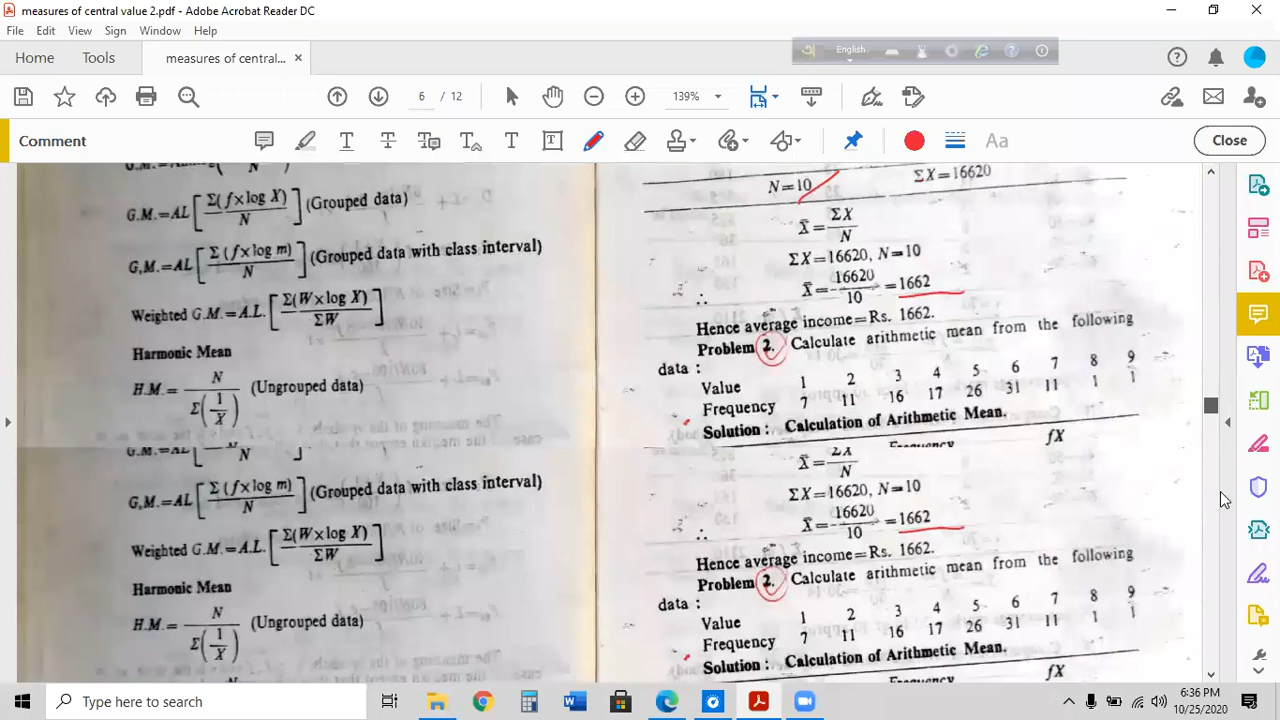 measures of central value 2.pdf - Adobe Acrobat Reader DC
File Edit View Sign Window Help
Home Tools measures of central... ×
English
6 / 12 139%
Comment Close
N
G.M.=AL [Σ(f×log X) / N] (Grouped data)
G,M.=AL [Σ (f×log m) / N] (Grouped data with class interval)
Weighted G.M.=A.L. [Σ(W×log X) / ΣW]
Harmonic Mean
H.M.= N / Σ(1/X) (Ungrouped data)
G.M.=AL [ N ]
G,M.=AL [Σ (f×log m) / N] (Grouped data with class interval)
Weighted G.M.=A.L. [Σ(W×log X) / ΣW]
Harmonic Mean
H.M.= N / Σ(1/X) (Ungrouped data)
N=10 ΣX=16620
X̄=ΣX / N
ΣX=16620, N=10
∴ X̄=16620 / 10 =1662
Hence average income=Rs. 1662.
Problem 2. Calculate arithmetic mean from the following
data :
Value 1 2 3 4 5 6 7 8 9
Frequency 7 11 16 17 26 31 11 1 1
Solution : Calculation of Arithmetic Mean.
Frequency fX
X̄=ΣX / N
ΣX=16620, N=10
∴ X̄=16620 / 10 =1662
Hence average income=Rs. 1662.
Problem 2. Calculate arithmetic mean from the following
data :
Value 1 2 3 4 5 6 7 8 9
Frequency 7 11 16 17 26 31 11 1 1
Solution : Calculation of Arithmetic Mean.
Frequency fX
Type here to search
6:36 PM
10/25/2020